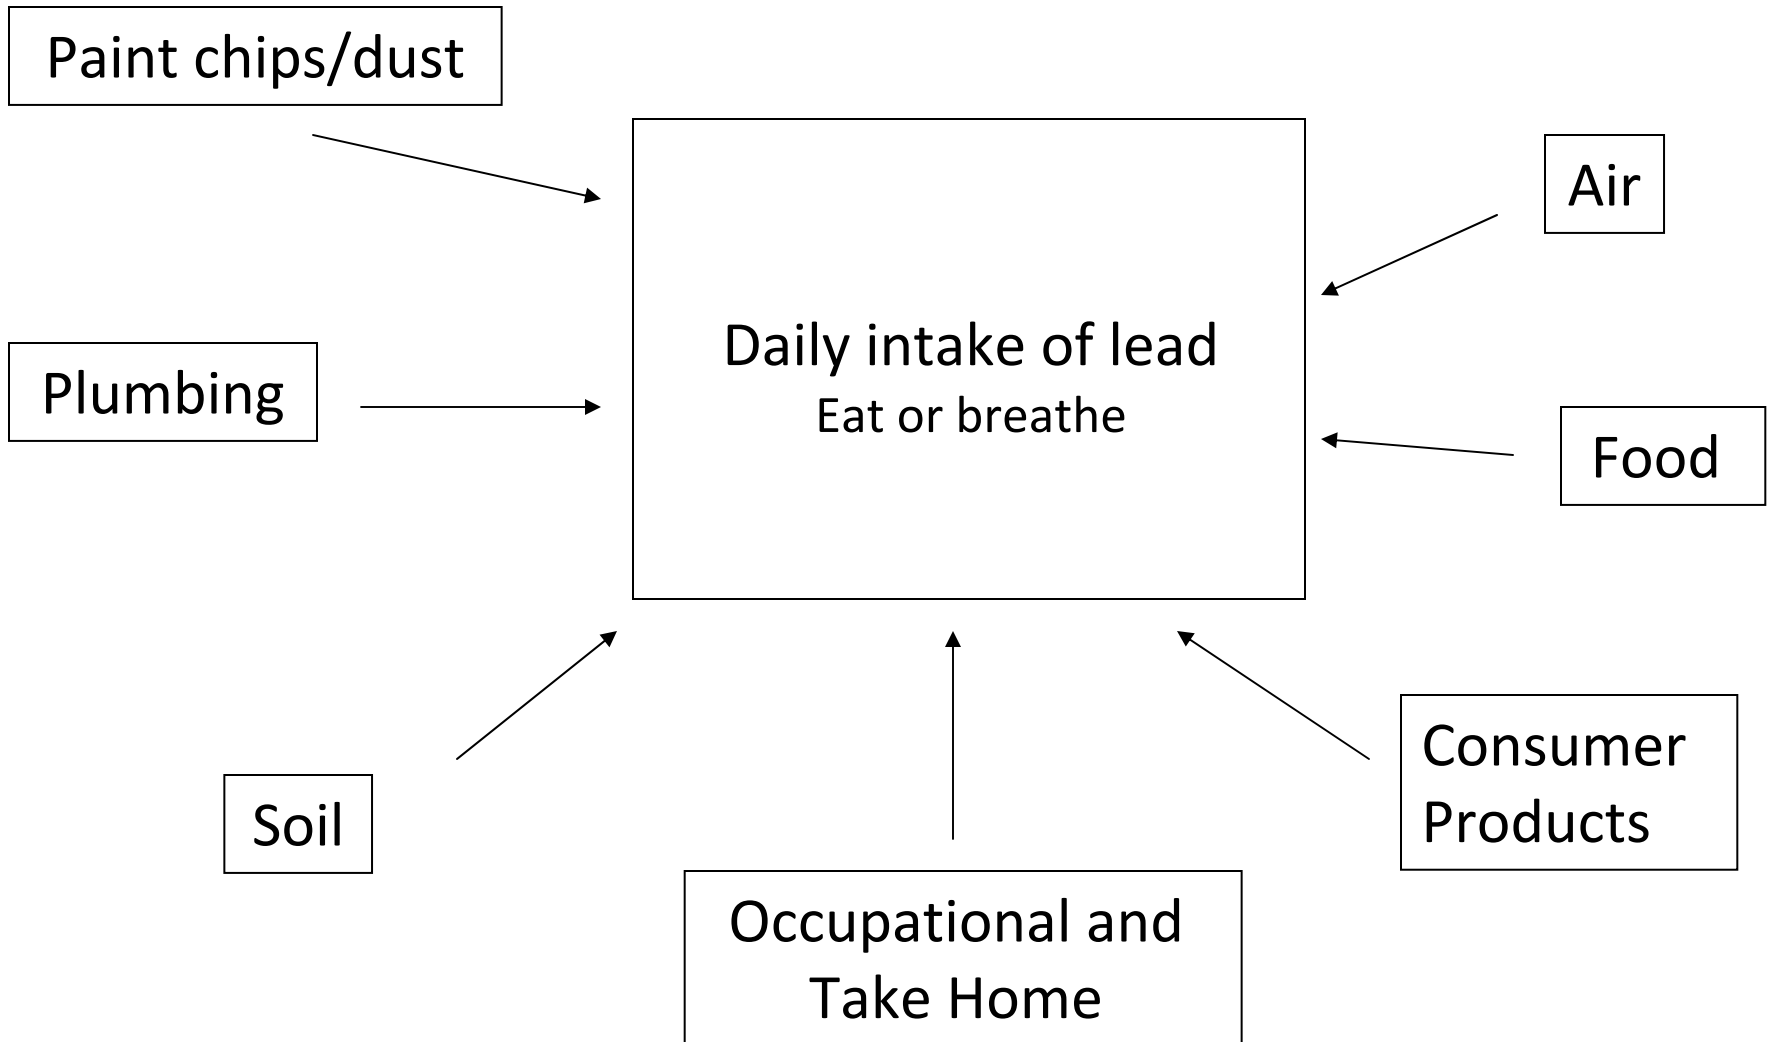 Paint chips/dust
Air
Daily intake of lead
Eat or breathe
Plumbing
Food
Soil
Consumer
Products
Occupational and
Take Home